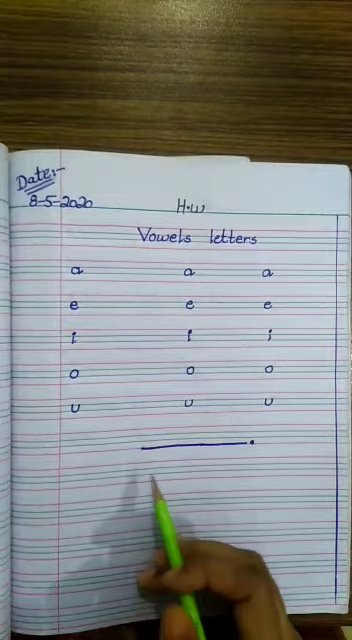 Date:-
8-5-2020
H.W
Vowels letters
a a a
e e e
i i i
o o o
u u u